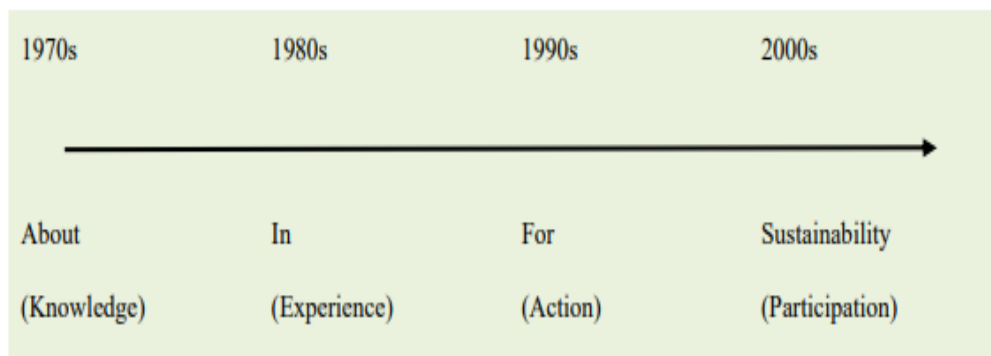 1970s 1980s 1990s 2000s
About In For Sustainability
(Knowledge) (Experience) (Action) (Participation)